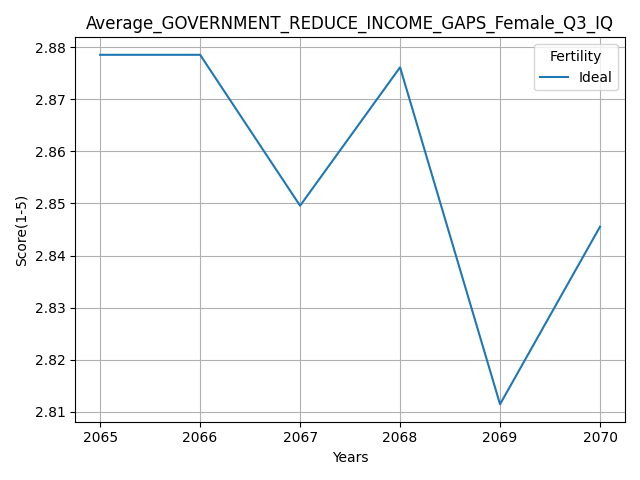 Average_GOVERNMENT_REDUCE_INCOME_GAPS_Female_Q3_IQ
Fertility
Ideal
2.88
2.87
2.86
2.85
2.84
2.83
2.82
2.81
Score(1-5)
2065 2066 2067 2068 2069 2070
Years